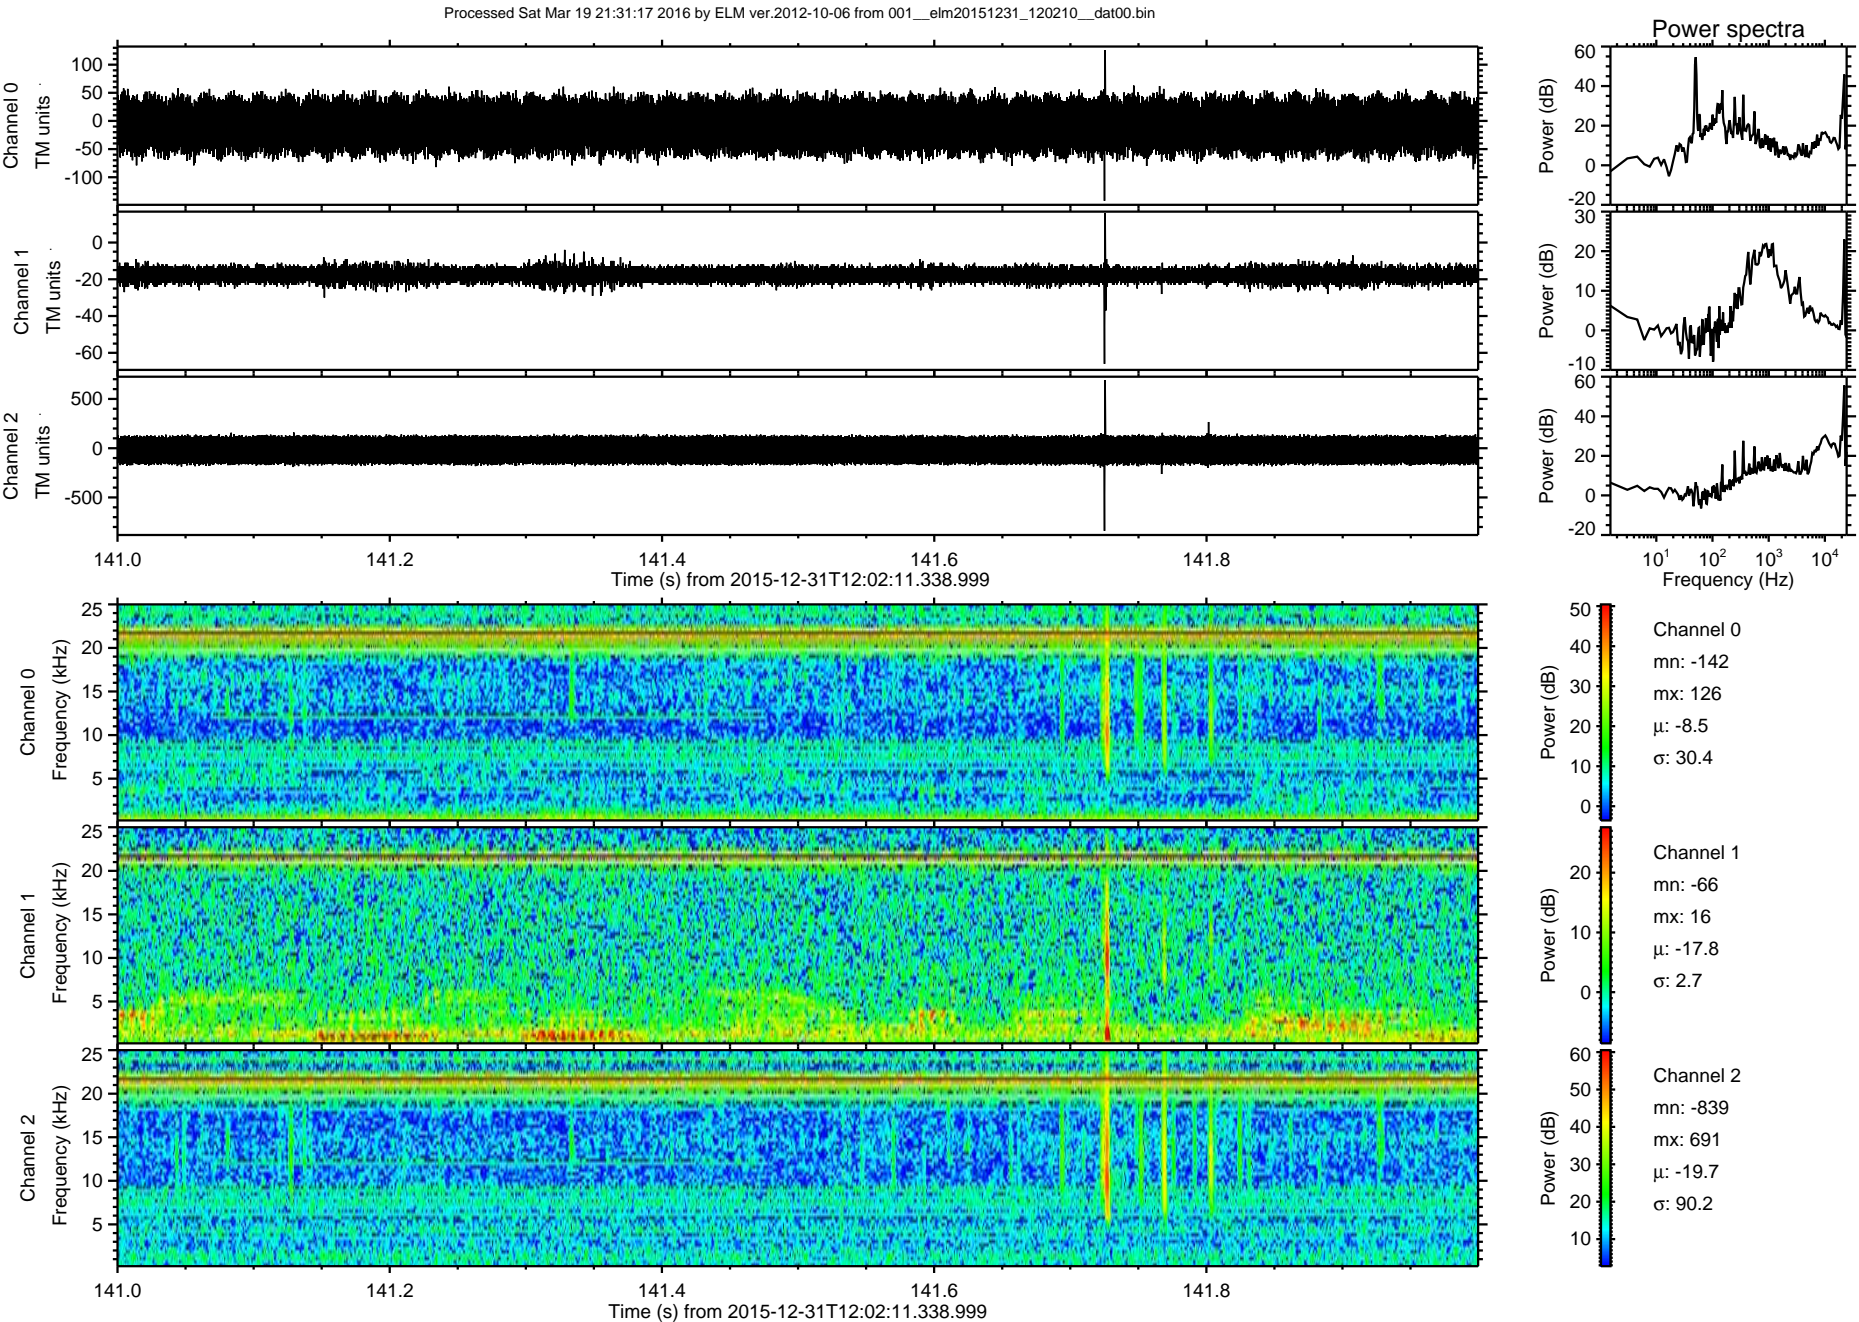 Processed Sat Mar 19 21:31:17 2016 by ELM ver.2012-10-06 from 001__elm20151231_120210__dat00.bin
Power spectra
Channel 0
TM units
100
50
0
-50
-100
Power (dB)
60
40
20
0
-20
Channel 1
TM units
0
-20
-40
-60
Power (dB)
30
20
10
0
-10
Channel 2
TM units
500
0
-500
Power (dB)
60
40
20
0
-20
141.0 141.2 141.4 141.6 141.8
Time (s) from 2015-12-31T12:02:11.338.999
10¹ 10² 10³ 10⁴
Frequency (Hz)
Channel 0
Frequency (kHz)
25
20
15
10
5
Power (dB)
50
40
30
20
10
0
Channel 0
mn: -142
mx: 126
μ: -8.5
σ: 30.4
Channel 1
Frequency (kHz)
25
20
15
10
5
Power (dB)
20
10
0
Channel 1
mn: -66
mx: 16
μ: -17.8
σ: 2.7
Channel 2
Frequency (kHz)
25
20
15
10
5
Power (dB)
60
50
40
30
20
10
Channel 2
mn: -839
mx: 691
μ: -19.7
σ: 90.2
141.0 141.2 141.4 141.6 141.8
Time (s) from 2015-12-31T12:02:11.338.999